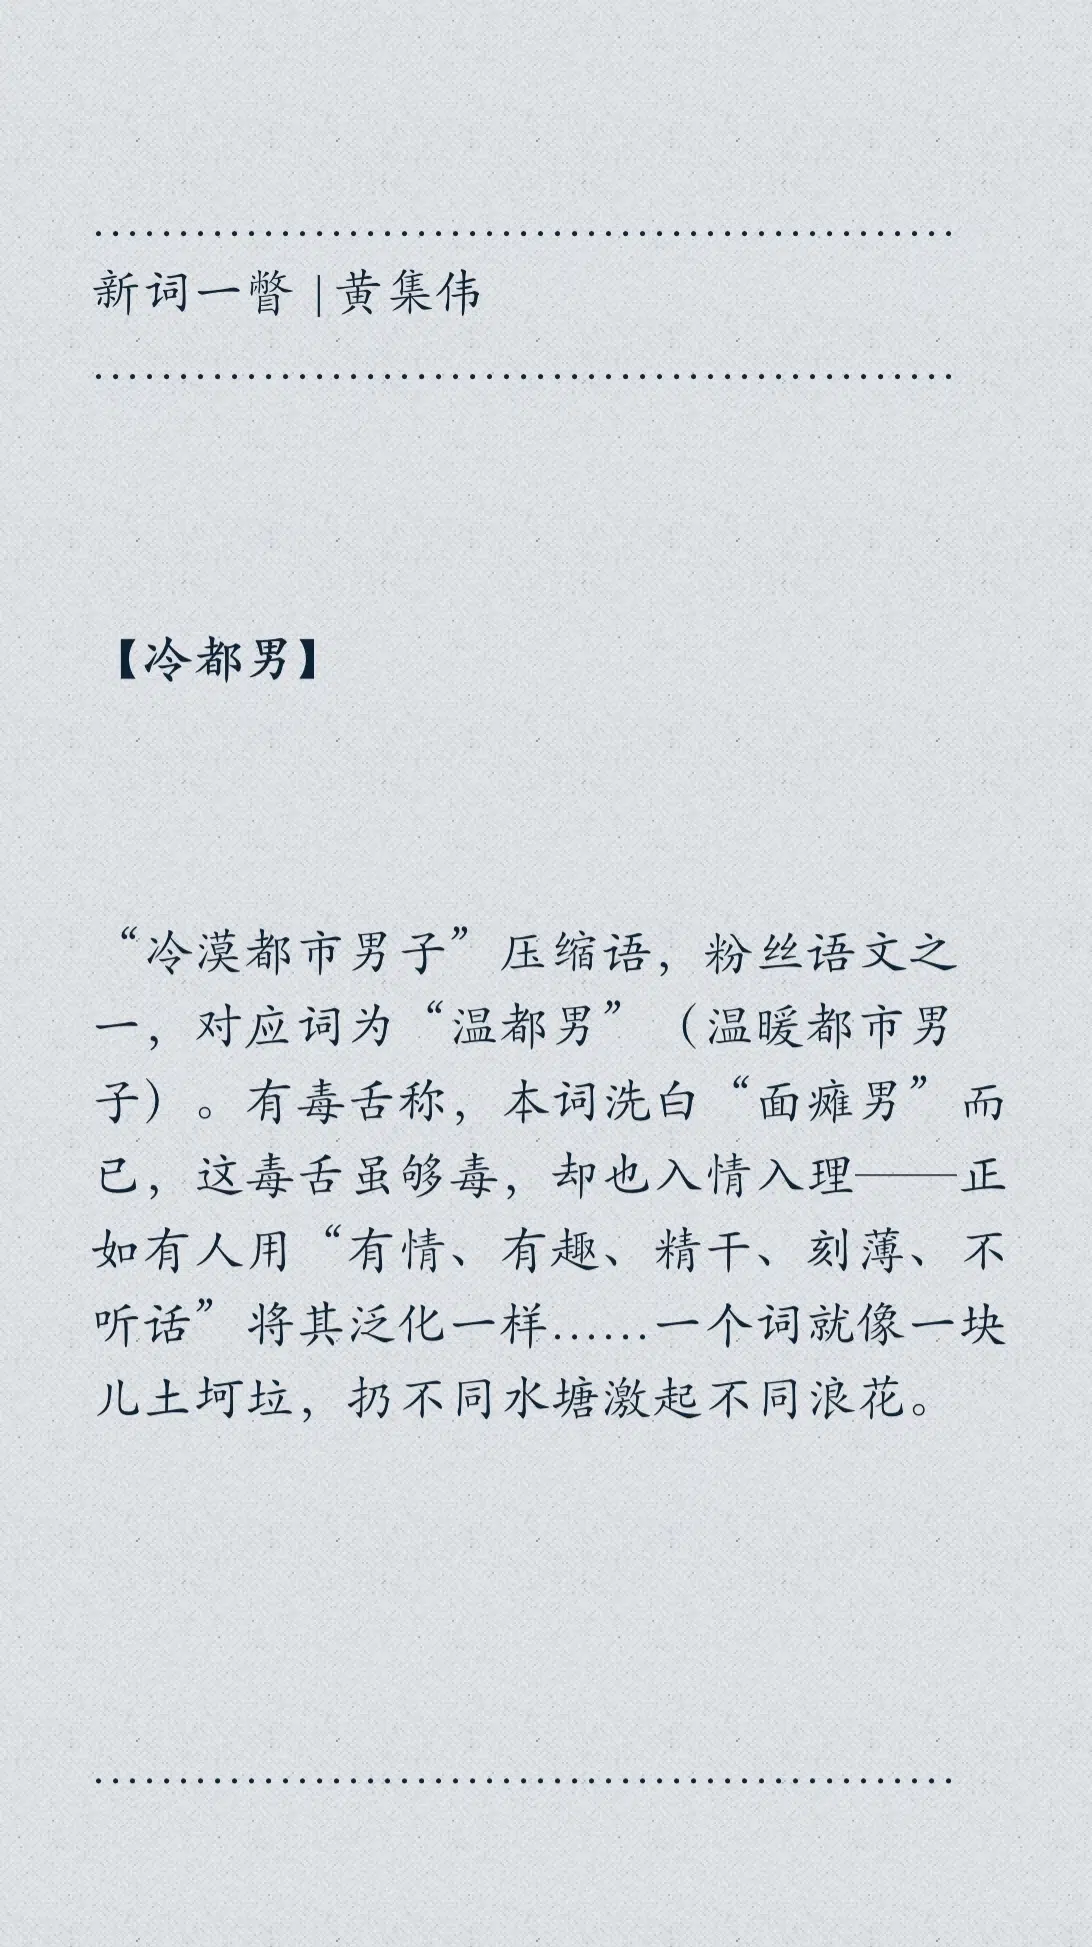 新词一瞥 | 黄集伟
【冷都男】
“冷漠都市男子”压缩语，粉丝语文之
一，对应词为“温都男”（温暖都市男
子）。有毒舌称，本词洗白“面瘫男”而
已，这毒舌虽够毒，却也入情入理——正
如有人用“有情、有趣、精干、刻薄、不
听话”将其泛化一样……一个词就像一块
儿土坷垃，扔不同水塘激起不同浪花。